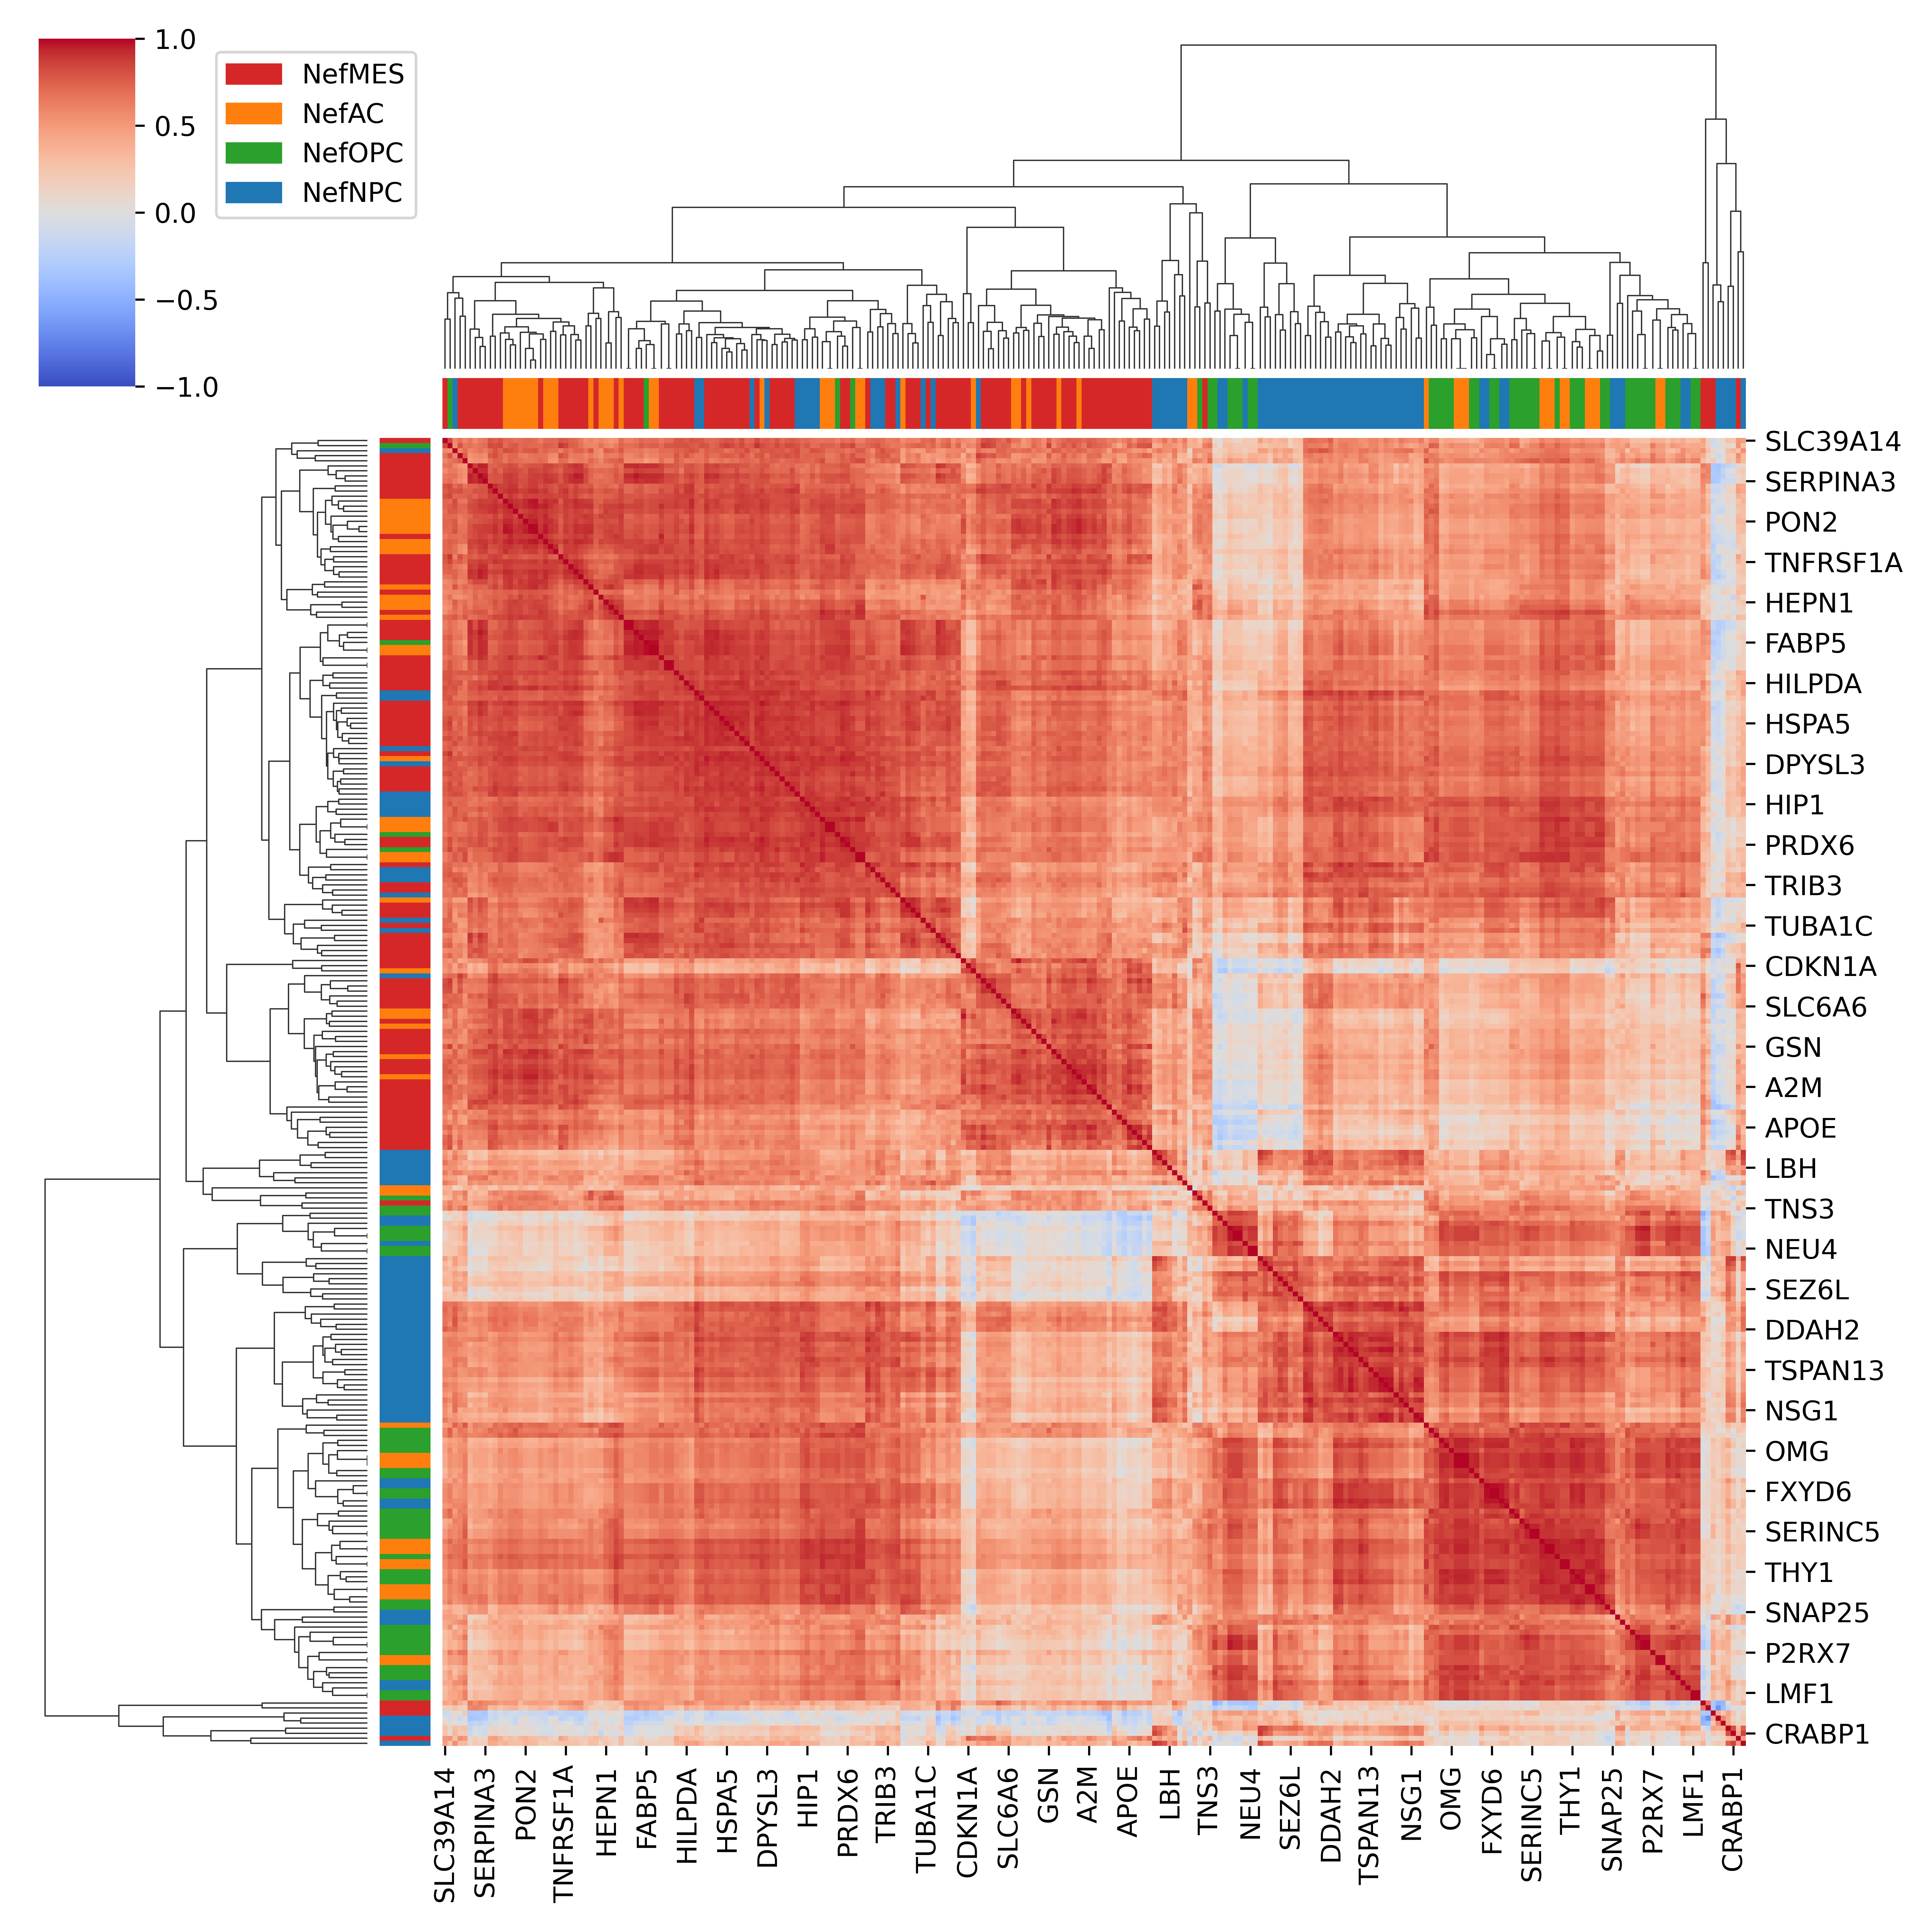 1.0
0.5
0.0
−0.5
−1.0
NefMES
NefAC
NefOPC
NefNPC
SLC39A14
SERPINA3
PON2
TNFRSF1A
HEPN1
FABP5
HILPDA
HSPA5
DPYSL3
HIP1
PRDX6
TRIB3
TUBA1C
CDKN1A
SLC6A6
GSN
A2M
APOE
LBH
TNS3
NEU4
SEZ6L
DDAH2
TSPAN13
NSG1
OMG
FXYD6
SERINC5
THY1
SNAP25
P2RX7
LMF1
CRABP1
SLC39A14
SERPINA3
PON2
TNFRSF1A
HEPN1
FABP5
HILPDA
HSPA5
DPYSL3
HIP1
PRDX6
TRIB3
TUBA1C
CDKN1A
SLC6A6
GSN
A2M
APOE
LBH
TNS3
NEU4
SEZ6L
DDAH2
TSPAN13
NSG1
OMG
FXYD6
SERINC5
THY1
SNAP25
P2RX7
LMF1
CRABP1